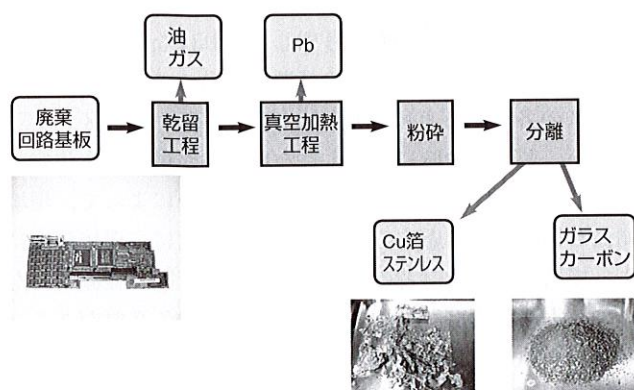 油
ガス
Pb
廃棄
回路基板
乾留
工程
真空加熱
工程
粉砕
分離
Cu箔
ステンレス
ガラス
カーボン